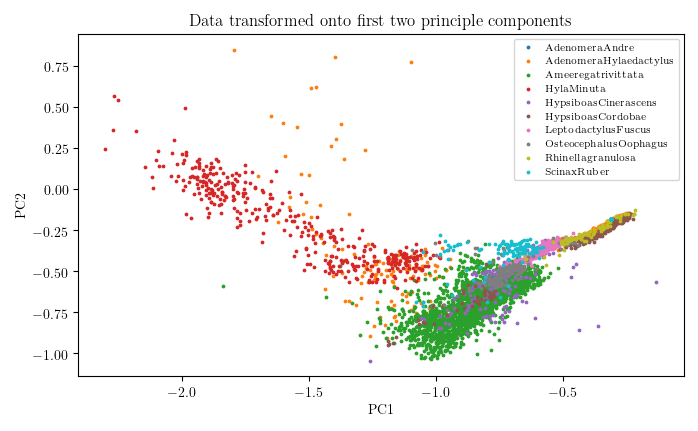 Data transformed onto first two principle components
AdenomeraAndre
AdenomeraHylaedactylus
Ameeregatrivittata
HylaMinuta
HypsiboasCinerascens
HypsiboasCordobae
LeptodactylusFuscus
OsteocephalusOophagus
Rhinellagranulosa
ScinaxRuber
PC2
0.75
0.50
0.25
0.00
−0.25
−0.50
−0.75
−1.00
−2.0 −1.5 −1.0 −0.5
PC1